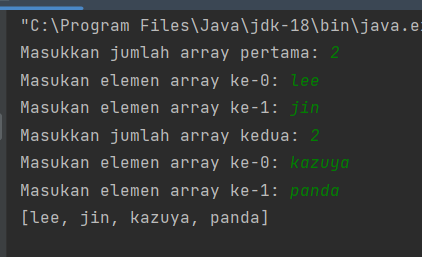 "C:\Program Files\Java\jdk-18\bin\java.e
Masukkan jumlah array pertama: 2
Masukan elemen array ke-0: lee
Masukan elemen array ke-1: jin
Masukkan jumlah array kedua: 2
Masukan elemen array ke-0: kazuya
Masukan elemen array ke-1: panda
[lee, jin, kazuya, panda]